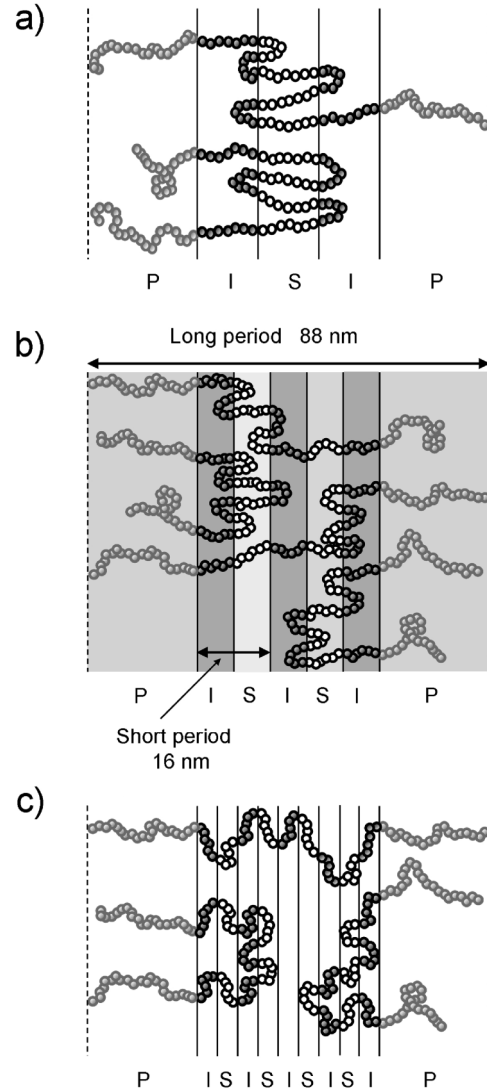 a)
P I S I P
b)
Long period 88 nm
P I S I S I P
Short period
16 nm
c)
P I S I S I S I S I P